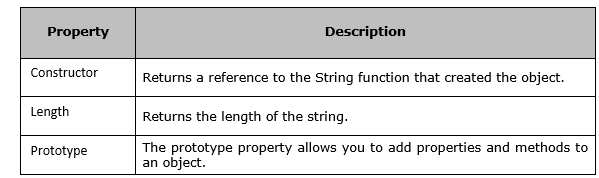 Property Description
Constructor Returns a reference to the String function that created the object.
Length Returns the length of the string.
Prototype The prototype property allows you to add properties and methods to
an object.